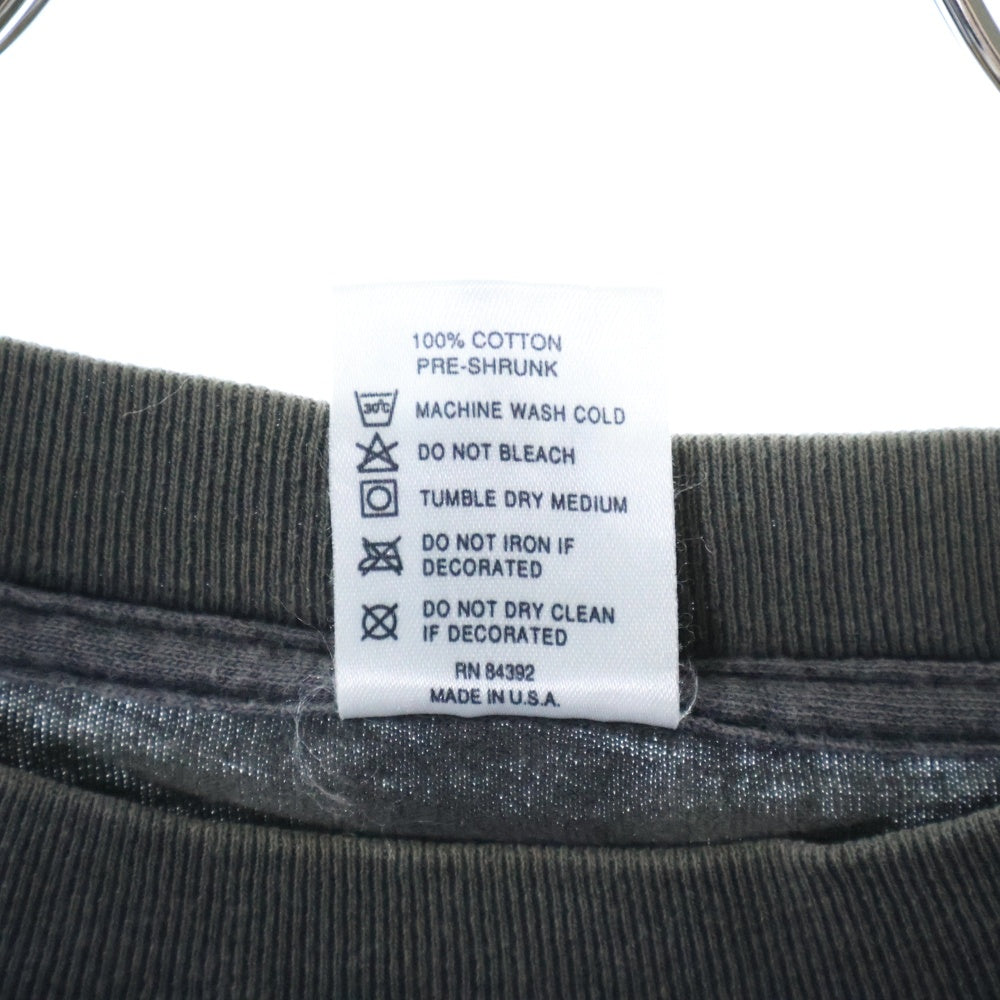 100% COTTON
PRE-SHRUNK
30°C MACHINE WASH COLD
DO NOT BLEACH
TUMBLE DRY MEDIUM
DO NOT IRON IF
DECORATED
DO NOT DRY CLEAN
IF DECORATED
RN 84392
MADE IN U.S.A.